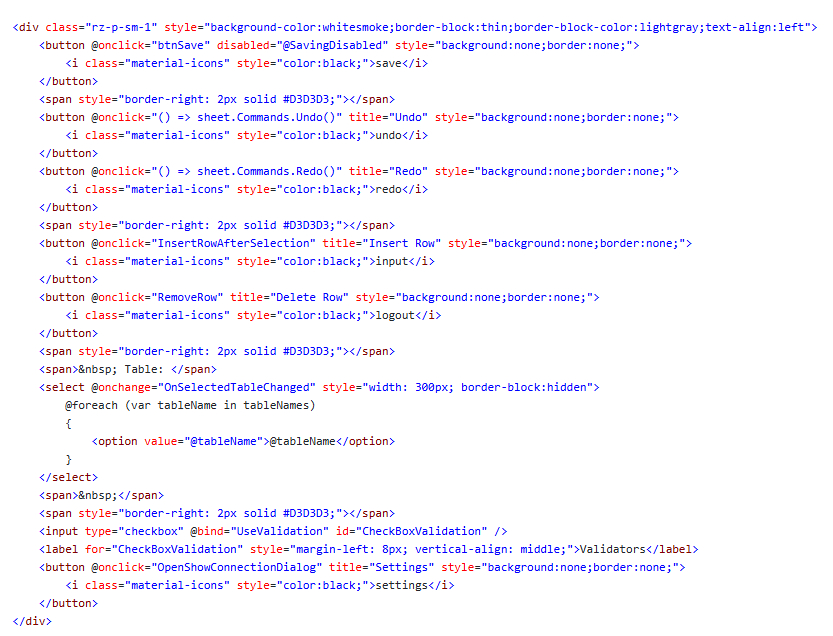 <div class="rz-p-sm-1" style="background-color:whitesmoke;border-block:thin;border-block-color:lightgray;text-align:left">
    <button @onclick="btnSave" disabled="@SavingDisabled" style="background:none;border:none;">
        <i class="material-icons" style="color:black;">save</i>
    </button>
    <span style="border-right: 2px solid #D3D3D3;"></span>
    <button @onclick="() => sheet.Commands.Undo()" title="Undo" style="background:none;border:none;">
        <i class="material-icons" style="color:black;">undo</i>
    </button>
    <button @onclick="() => sheet.Commands.Redo()" title="Redo" style="background:none;border:none;">
        <i class="material-icons" style="color:black;">redo</i>
    </button>
    <span style="border-right: 2px solid #D3D3D3;"></span>
    <button @onclick="InsertRowAfterSelection" title="Insert Row" style="background:none;border:none;">
        <i class="material-icons" style="color:black;">input</i>
    </button>
    <button @onclick="RemoveRow" title="Delete Row" style="background:none;border:none;">
        <i class="material-icons" style="color:black;">logout</i>
    </button>
    <span style="border-right: 2px solid #D3D3D3;"></span>
    <span>&nbsp; Table: </span>
    <select @onchange="OnSelectedTableChanged" style="width: 300px; border-block:hidden">
        @foreach (var tableName in tableNames)
        {
            <option value="@tableName">@tableName</option>
        }
    </select>
    <span>&nbsp;</span>
    <span style="border-right: 2px solid #D3D3D3;"></span>
    <input type="checkbox" @bind="UseValidation" id="CheckBoxValidation" />
    <label for="CheckBoxValidation" style="margin-left: 8px; vertical-align: middle;">Validators</label>
    <button @onclick="OpenShowConnectionDialog" title="Settings" style="background:none;border:none;">
        <i class="material-icons" style="color:black;">settings</i>
    </button>
</div>